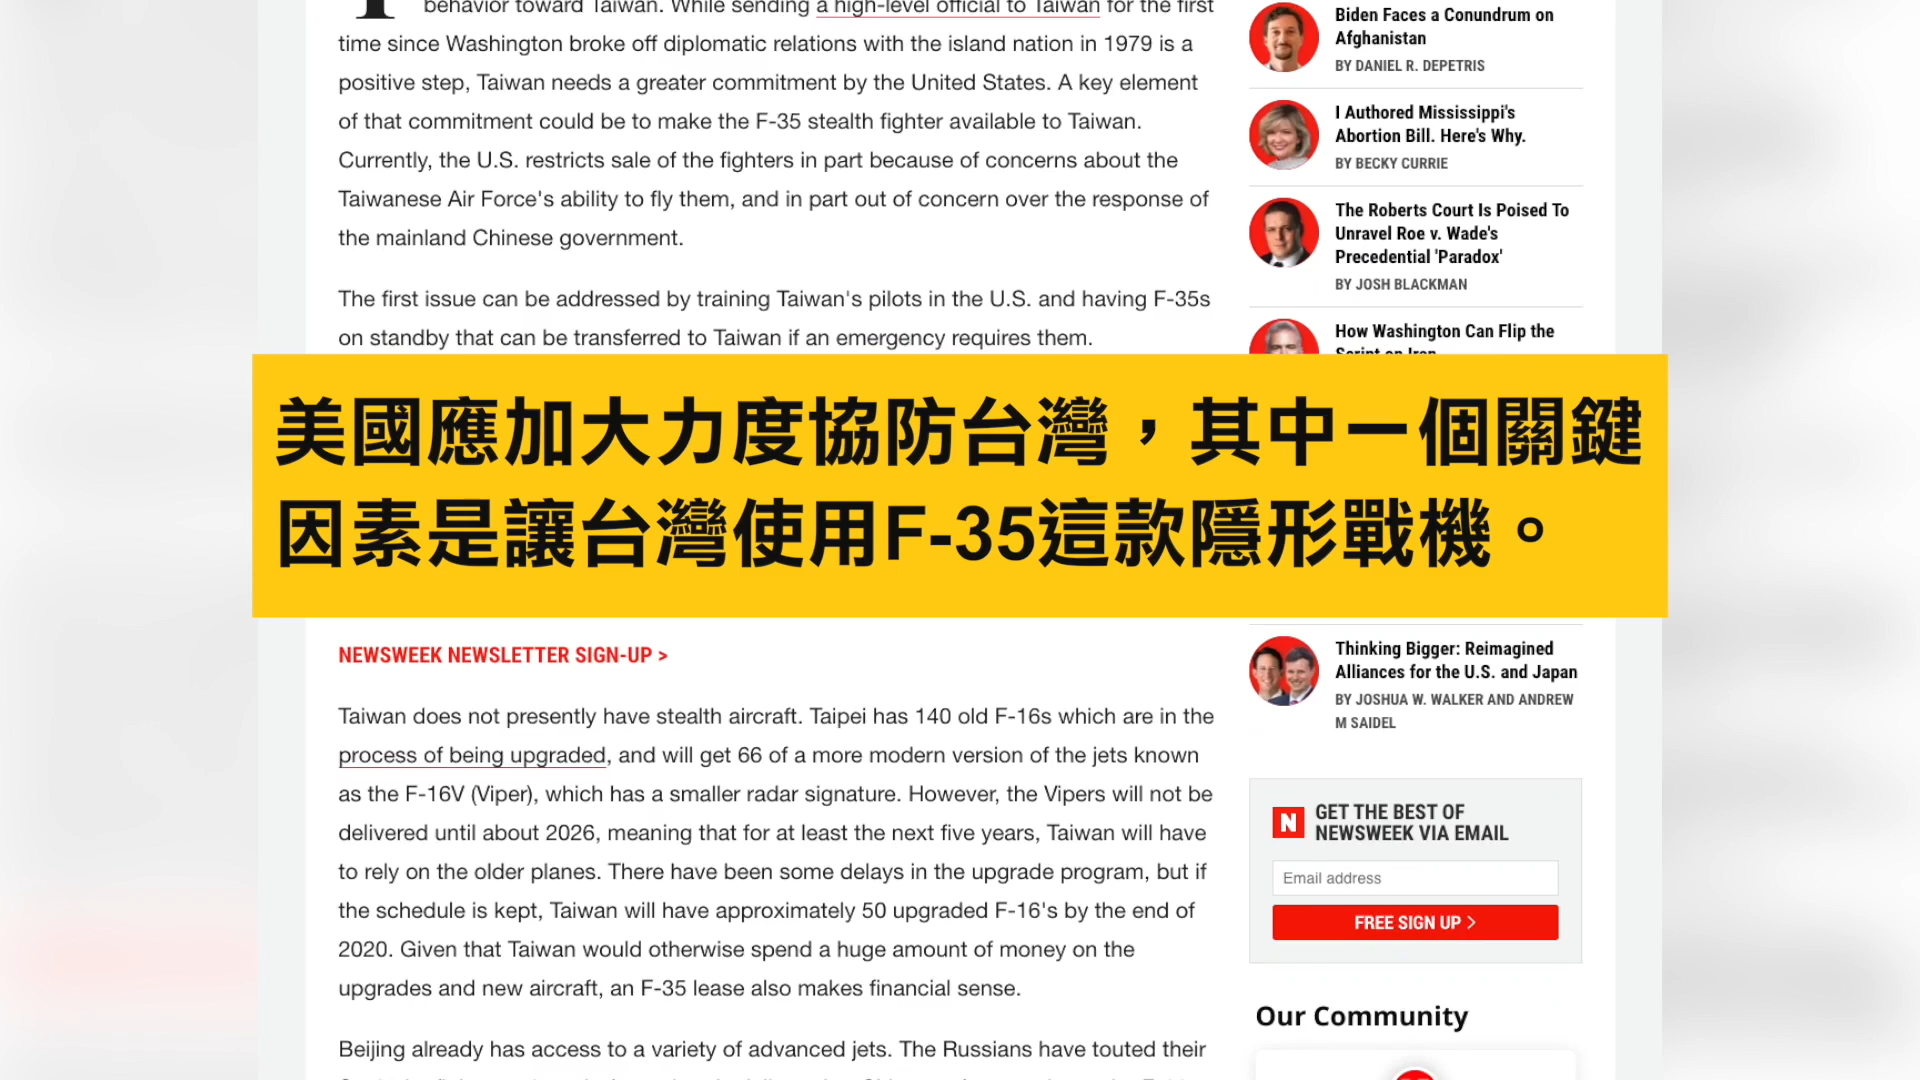 behavior toward Taiwan. While sending a high-level official to Taiwan for the first
time since Washington broke off diplomatic relations with the island nation in 1979 is a
positive step, Taiwan needs a greater commitment by the United States. A key element
of that commitment could be to make the F-35 stealth fighter available to Taiwan.
Currently, the U.S. restricts sale of the fighters in part because of concerns about the
Taiwanese Air Force's ability to fly them, and in part out of concern over the response of
the mainland Chinese government.
The first issue can be addressed by training Taiwan's pilots in the U.S. and having F-35s
on standby that can be transferred to Taiwan if an emergency requires them.
美國應加大力度協防台灣，其中一個關鍵
因素是讓台灣使用F-35這款隱形戰機。
NEWSWEEK NEWSLETTER SIGN-UP >
Taiwan does not presently have stealth aircraft. Taipei has 140 old F-16s which are in the
process of being upgraded, and will get 66 of a more modern version of the jets known
as the F-16V (Viper), which has a smaller radar signature. However, the Vipers will not be
delivered until about 2026, meaning that for at least the next five years, Taiwan will have
to rely on the older planes. There have been some delays in the upgrade program, but if
the schedule is kept, Taiwan will have approximately 50 upgraded F-16's by the end of
2020. Given that Taiwan would otherwise spend a huge amount of money on the
upgrades and new aircraft, an F-35 lease also makes financial sense.
Beijing already has access to a variety of advanced jets. The Russians have touted their
Biden Faces a Conundrum on
Afghanistan
BY DANIEL R. DEPETRIS
I Authored Mississippi's
Abortion Bill. Here's Why.
BY BECKY CURRIE
The Roberts Court Is Poised To
Unravel Roe v. Wade's
Precedential 'Paradox'
BY JOSH BLACKMAN
How Washington Can Flip the
Script on Iran
Thinking Bigger: Reimagined
Alliances for the U.S. and Japan
BY JOSHUA W. WALKER AND ANDREW
M SAIDEL
N GET THE BEST OF
NEWSWEEK VIA EMAIL
Email address
FREE SIGN UP >
Our Community